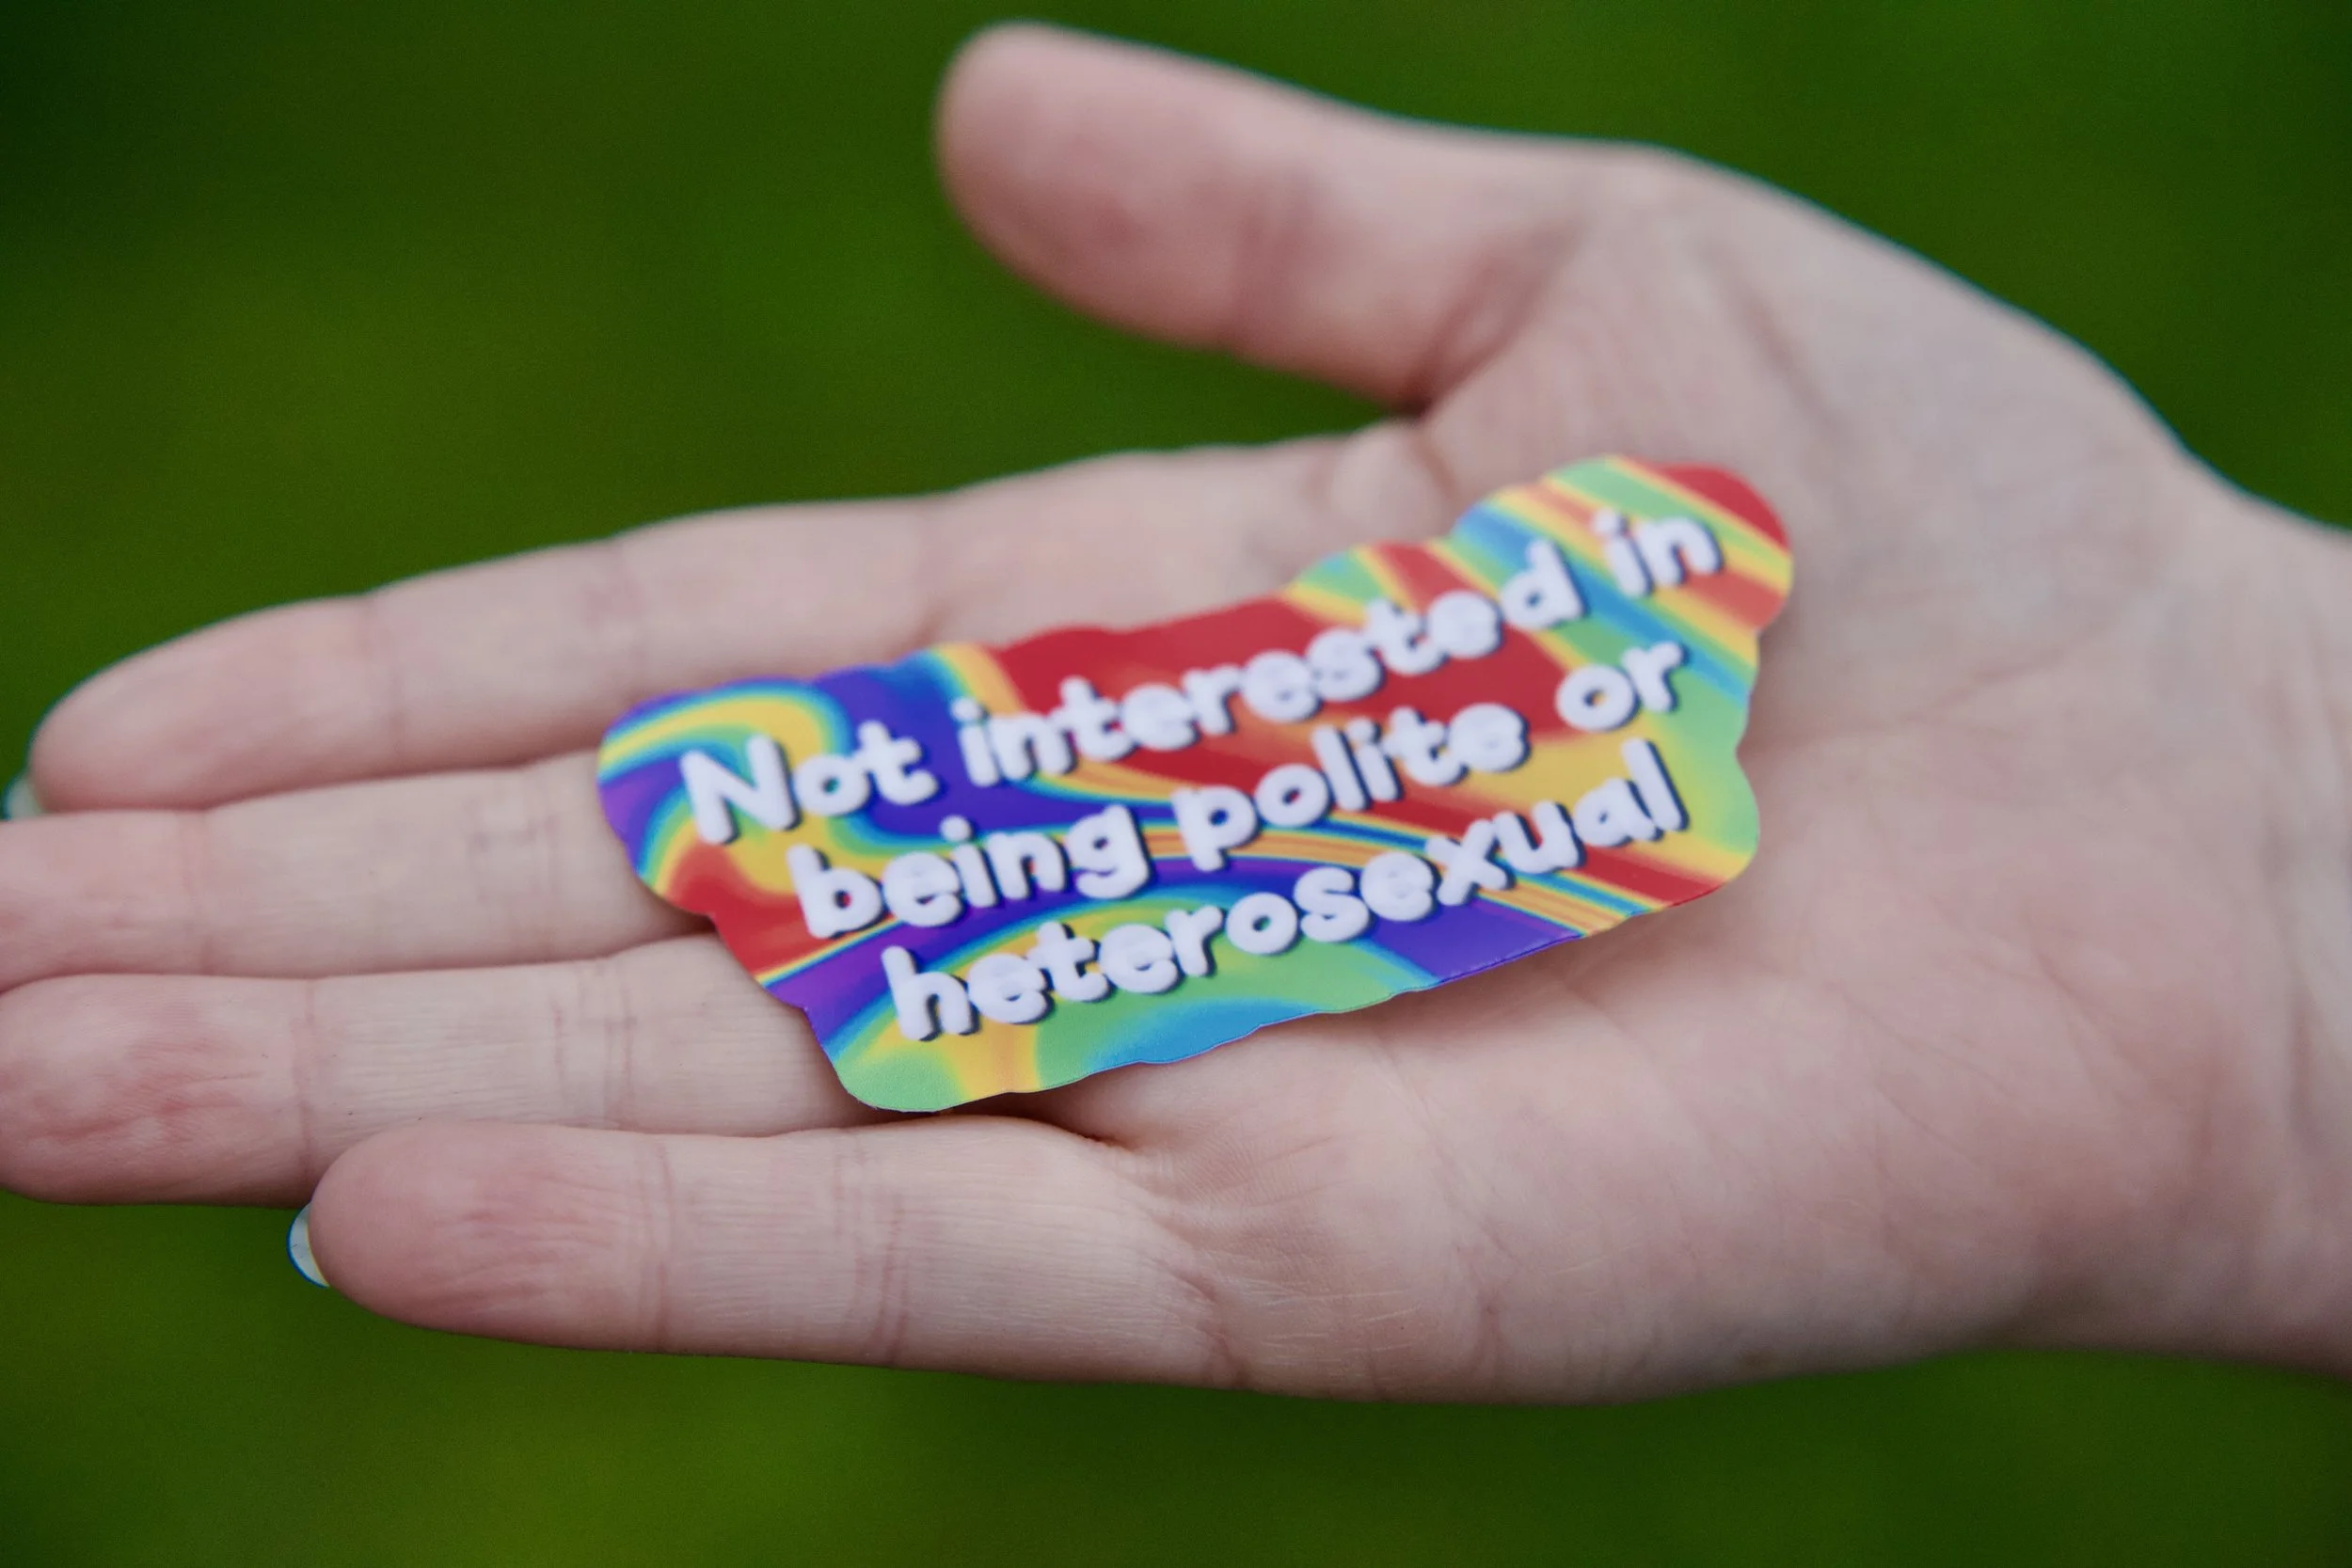 Not interested in
being polite or
heterosexual